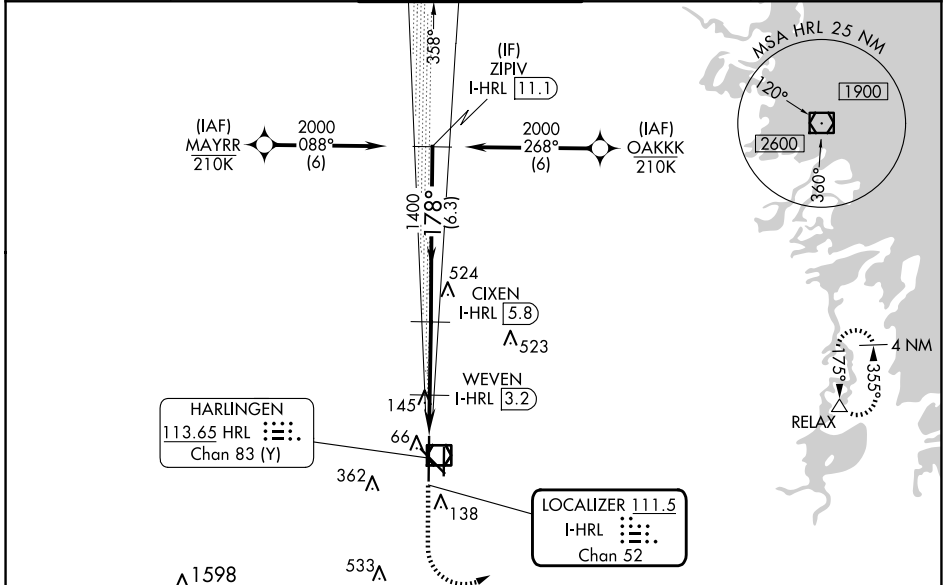 358°
(IF)
ZIPIV
I-HRL 11.1
MSA HRL 25 NM
120°
1900
2600
360°
(IAF)
MAYRR
210K
2000
088°
(6)
2000
268°
(6)
(IAF)
OAKKK
210K
1400
178°
(6.3)
524
CIXEN
I-HRL 5.8
523
WEVEN
I-HRL 3.2
145
4 NM
175°
355°
RELAX
HARLINGEN
113.65 HRL
Chan 83 (Y)
66
362
138
LOCALIZER 111.5
I-HRL
Chan 52
1598
533